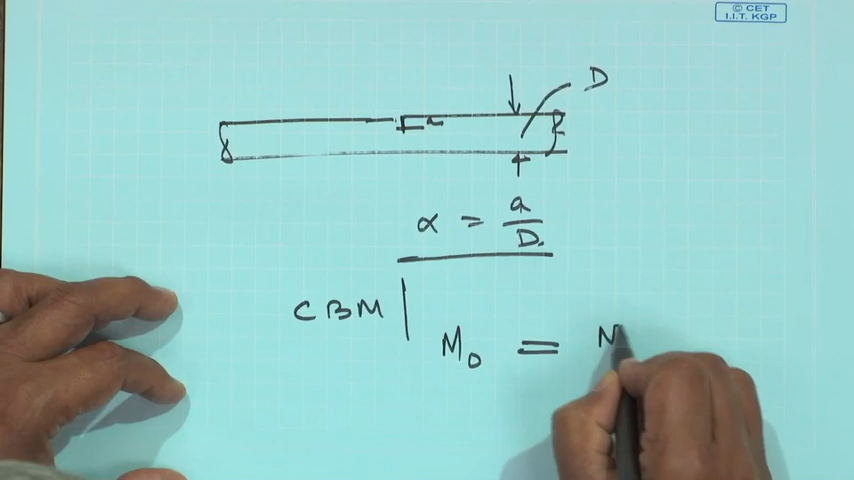 © CET
I.I.T. KGP
D
a
α = a/D.
CBM
M₀ = N